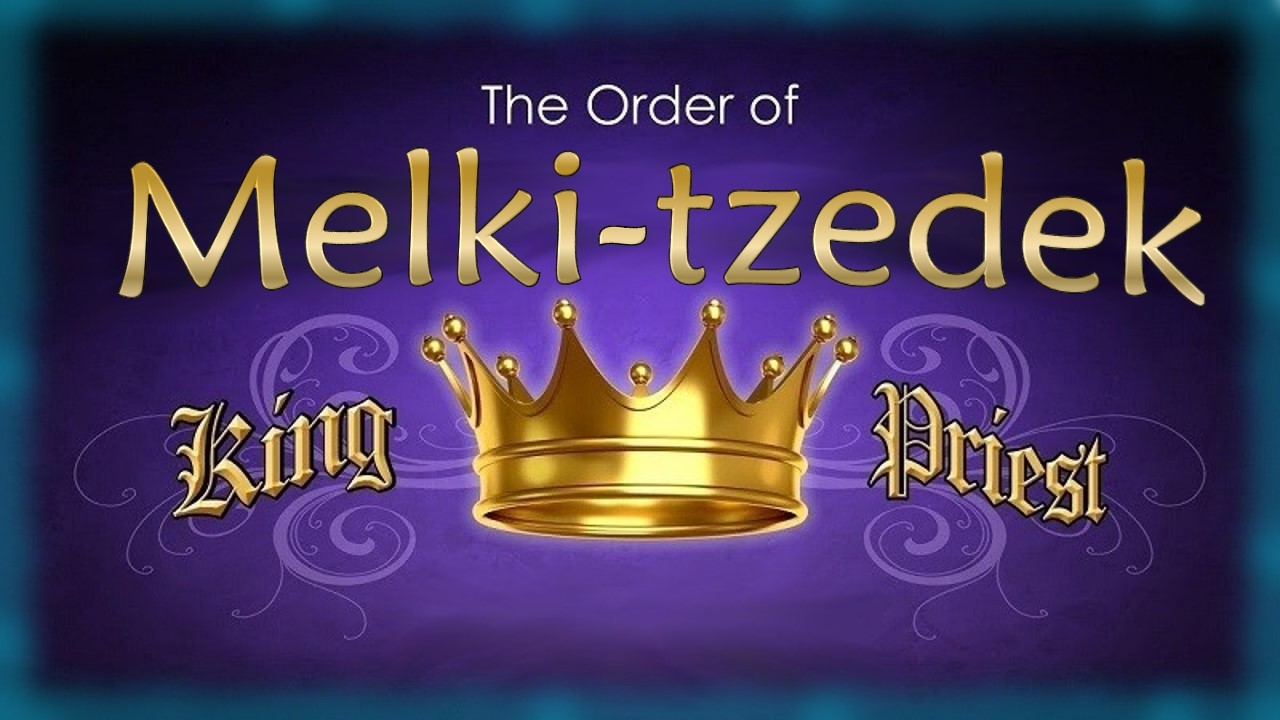 The Order of
Melki-tzedek
King
Priest